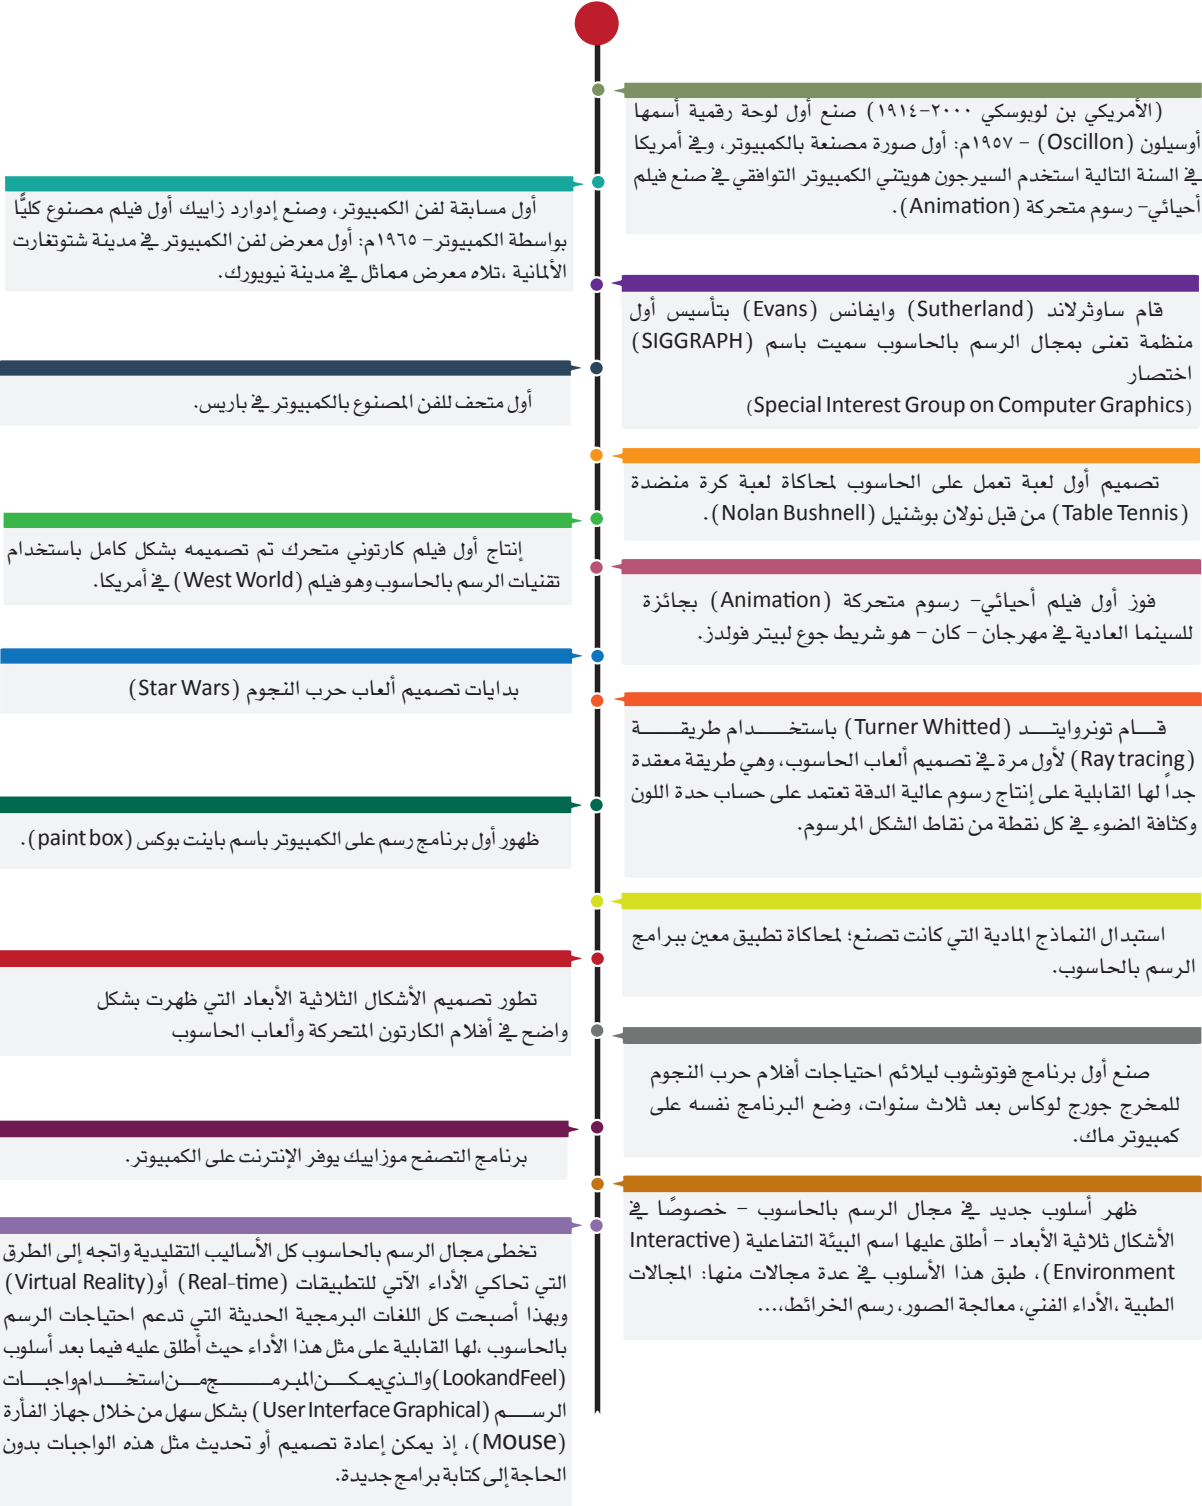 (الأمريكي بن لوبوسكي ٢٠٠٠-١٩١٤) صنع أول لوحة رقمية أسمها
أوسيلون (Oscillon) - ١٩٥٧م: أول صورة مصنعة بالكمبيوتر، وفي أمريكا
في السنة التالية استخدم السيرجون هويتني الكمبيوتر التوافقي في صنع فيلم
أحيائي- رسوم متحركة (Animation).
أول مسابقة لفن الكمبيوتر، وصنع إدوارد زاييك أول فيلم مصنوع كليًّا
بواسطة الكمبيوتر- ١٩٦٥م: أول معرض لفن الكمبيوتر في مدينة شتوتغارت
الألمانية ،تلاه معرض مماثل في مدينة نيويورك.
قام ساوثرلاند (Sutherland) وايفانس (Evans) بتأسيس أول
منظمة تعنى بمجال الرسم بالحاسوب سميت باسم (SIGGRAPH)
اختصار
(Special Interest Group on Computer Graphics)
أول متحف للفن المصنوع بالكمبيوتر في باريس.
تصميم أول لعبة تعمل على الحاسوب لمحاكاة لعبة كرة منضدة
(Table Tennis) من قبل نولان بوشنيل (Nolan Bushnell).
إنتاج أول فيلم كارتوني متحرك تم تصميمه بشكل كامل باستخدام
تقنيات الرسم بالحاسوب وهو فيلم (West World) في أمريكا.
فوز أول فيلم أحيائي- رسوم متحركة (Animation) بجائزة
للسينما العادية في مهرجان - كان - هو شريط جوع لبيتر فولدز.
بدايات تصميم ألعاب حرب النجوم (Star Wars)
قــــام تونروايتــــد (Turner Whitted) باستخــــــدام طريقــــــة
(Ray tracing) لأول مرة في تصميم ألعاب الحاسوب، وهي طريقة معقدة
جداً لها القابلية على إنتاج رسوم عالية الدقة تعتمد على حساب حدة اللون
وكثافة الضوء في كل نقطة من نقاط الشكل المرسوم.
ظهور أول برنامج رسم على الكمبيوتر باسم باينت بوكس (paint box).
استبدال النماذج المادية التي كانت تصنع؛ لمحاكاة تطبيق معين ببرامج
الرسم بالحاسوب.
تطور تصميم الأشكال الثلاثية الأبعاد التي ظهرت بشكل
واضح في أفلام الكارتون المتحركة وألعاب الحاسوب
صنع أول برنامج فوتوشوب ليلائم احتياجات أفلام حرب النجوم
للمخرج جورج لوكاس بعد ثلاث سنوات، وضع البرنامج نفسه على
كمبيوتر ماك.
برنامج التصفح موزاييك يوفر الإنترنت على الكمبيوتر.
ظهر أسلوب جديد في مجال الرسم بالحاسوب - خصوصًا في
الأشكال ثلاثية الأبعاد - أطلق عليها اسم البيئة التفاعلية (Interactive
Environment)، طبق هذا الأسلوب في عدة مجالات منها: المجالات
الطبية ،الأداء الفني، معالجة الصور، رسم الخرائط،...
تخطى مجال الرسم بالحاسوب كل الأساليب التقليدية واتجه إلى الطرق
التي تحاكي الأداء الآتي للتطبيقات (Real-time) أو(Virtual Reality)
وبهذا أصبحت كل اللغات البرمجية الحديثة التي تدعم احتياجات الرسم
بالحاسوب ،لها القابلية على مثل هذا الأداء حيث أطلق عليه فيما بعد أسلوب
(LookandFeel)والــذي يمكــــن المبرمــــــــج مــــن استخــــدام واجبــــات
الرســــم (User Interface Graphical) بشكل سهل من خلال جهاز الفأرة
(Mouse)، إذ يمكن إعادة تصميم أو تحديث مثل هذه الواجبات بدون
الحاجة إلى كتابة برامج جديدة.